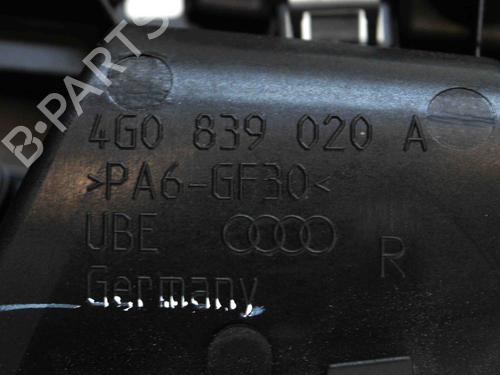 B-PARTS
4G0 839 020 A
>PA6-GF30<
UBE
R
Germany